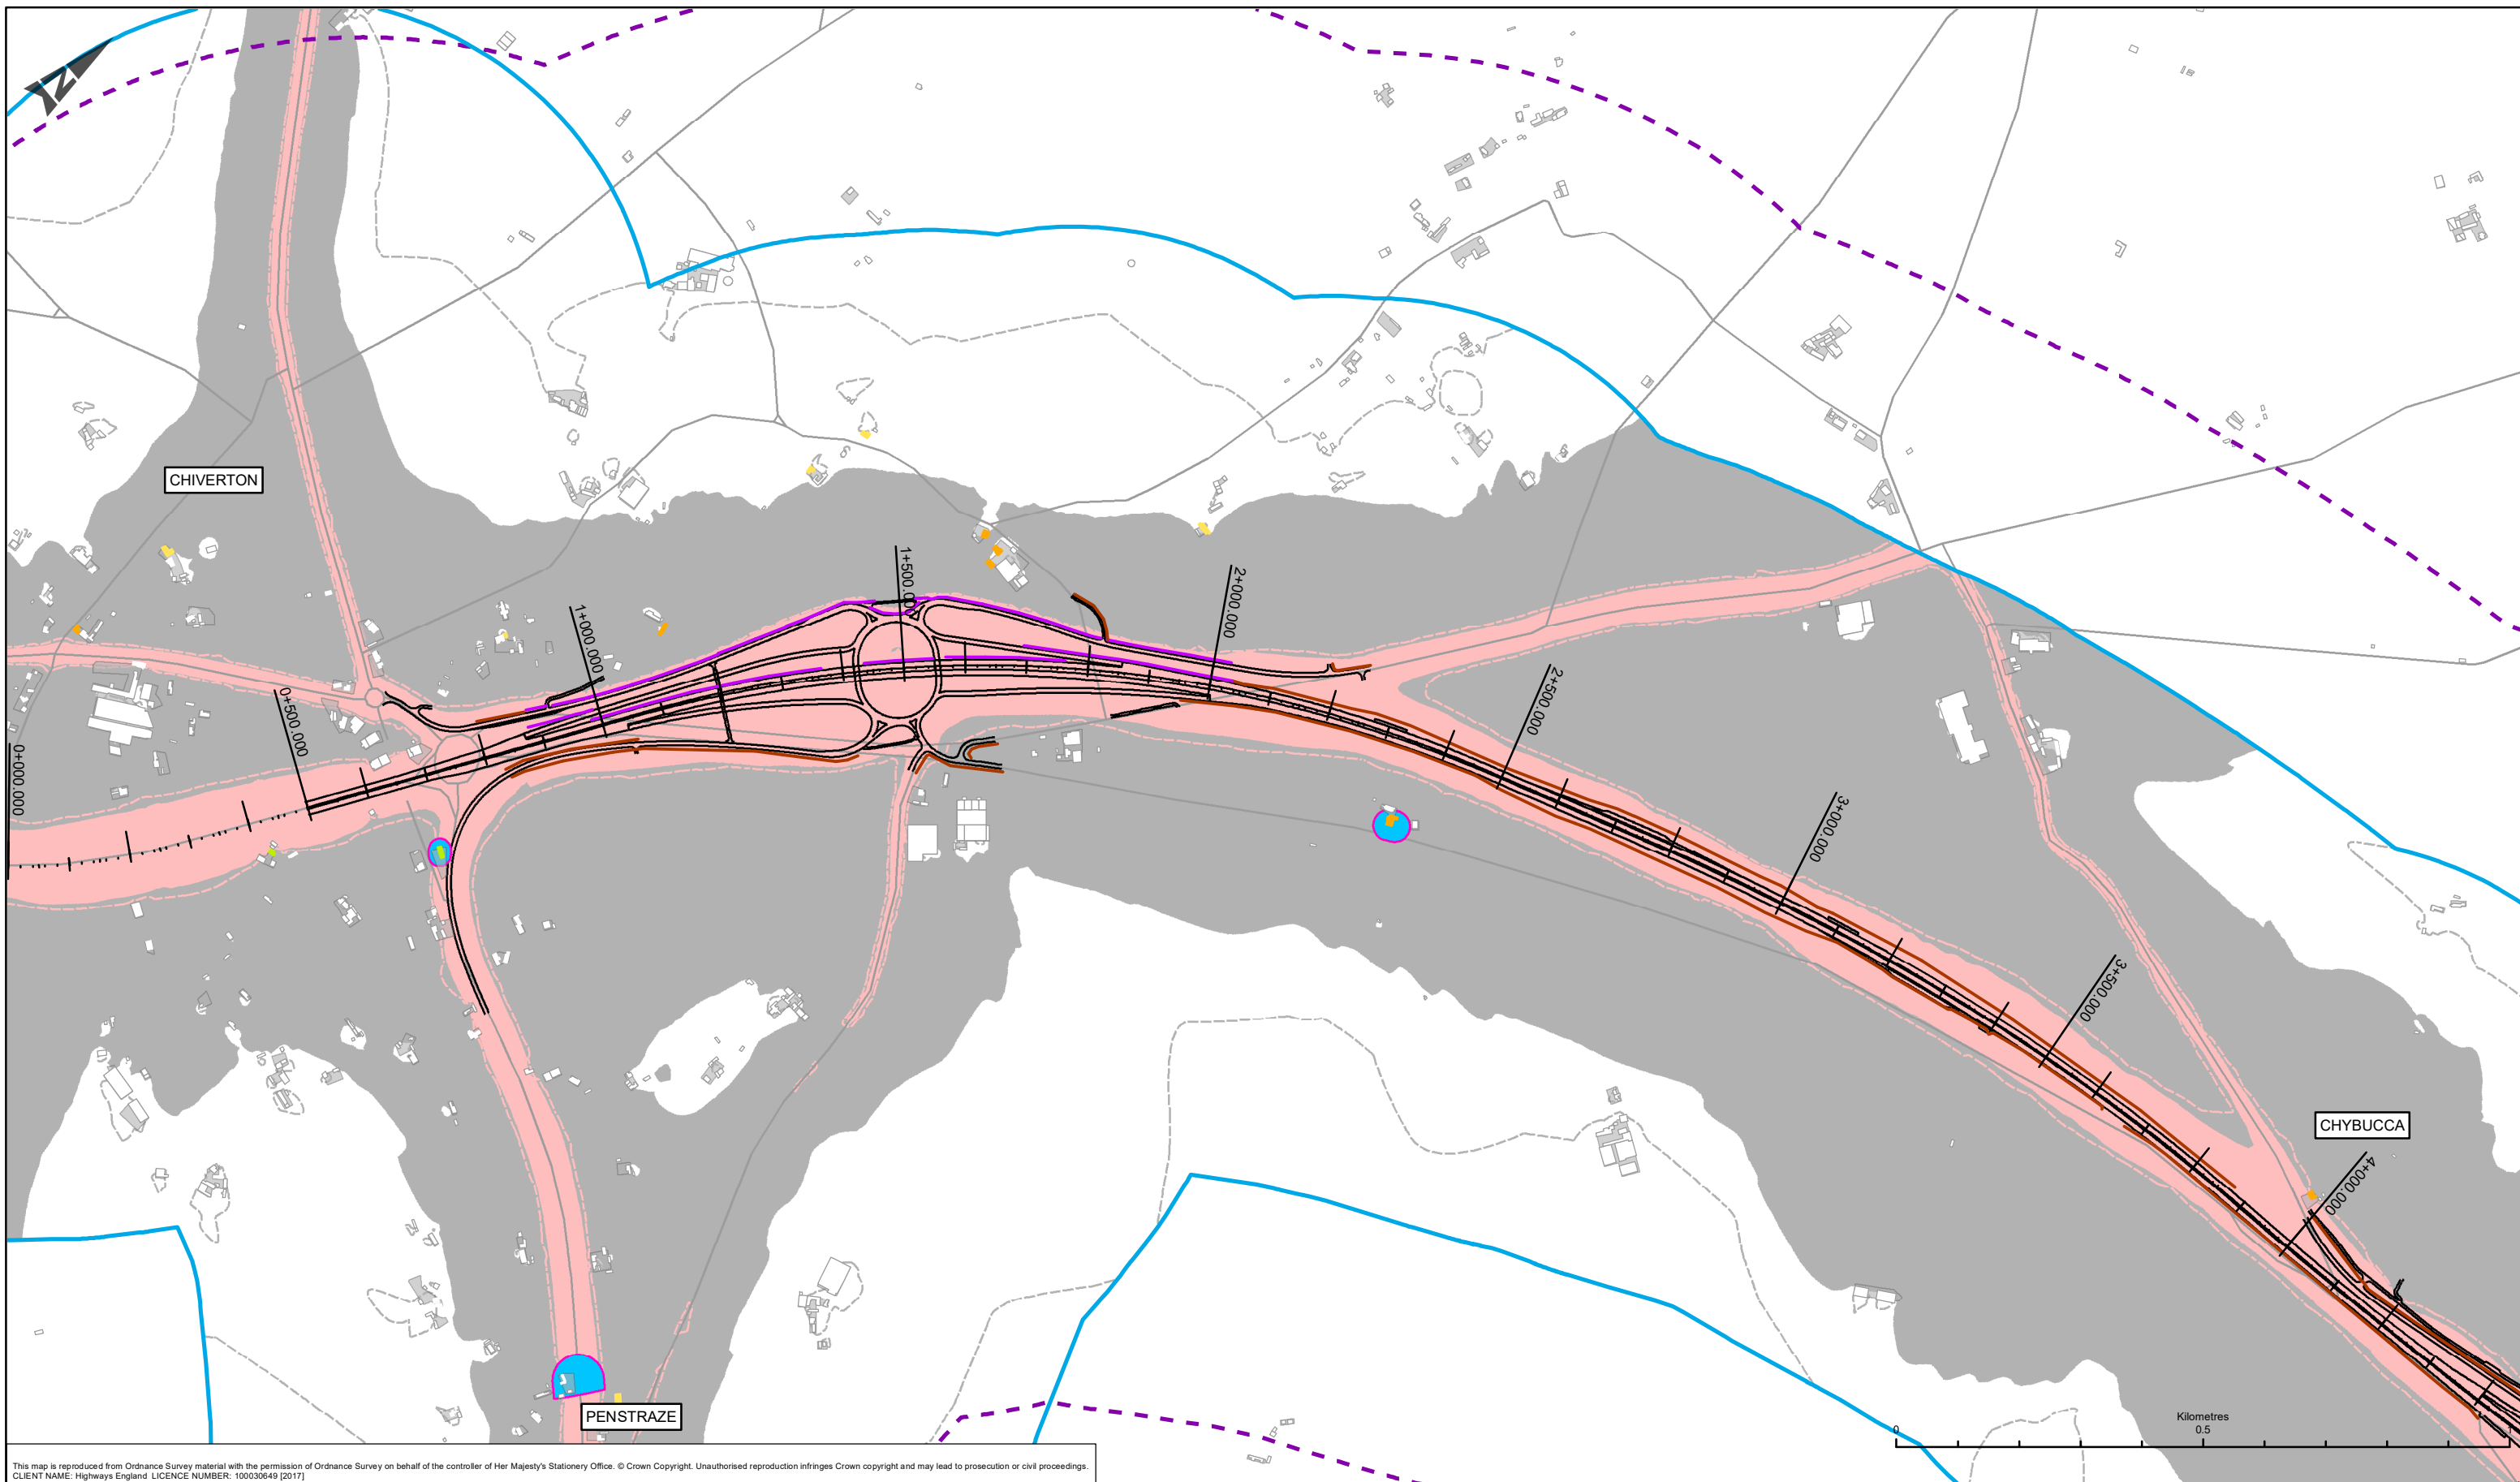 N
CHIVERTON
0+000.000
0+500.000
1+000.000
1+500.000
2+000.000
2+500.000
3+000.000
3+500.000
CHYBUCCA
4+000.000
PENSTRAZE
Kilometres
0 0.5 1
This map is reproduced from Ordnance Survey material with the permission of Ordnance Survey on behalf of the controller of Her Majesty's Stationery Office. © Crown Copyright. Unauthorised reproduction infringes Crown copyright and may lead to prosecution or civil proceedings.
CLIENT NAME: Highways England LICENCE NUMBER: 100030649 [2017]